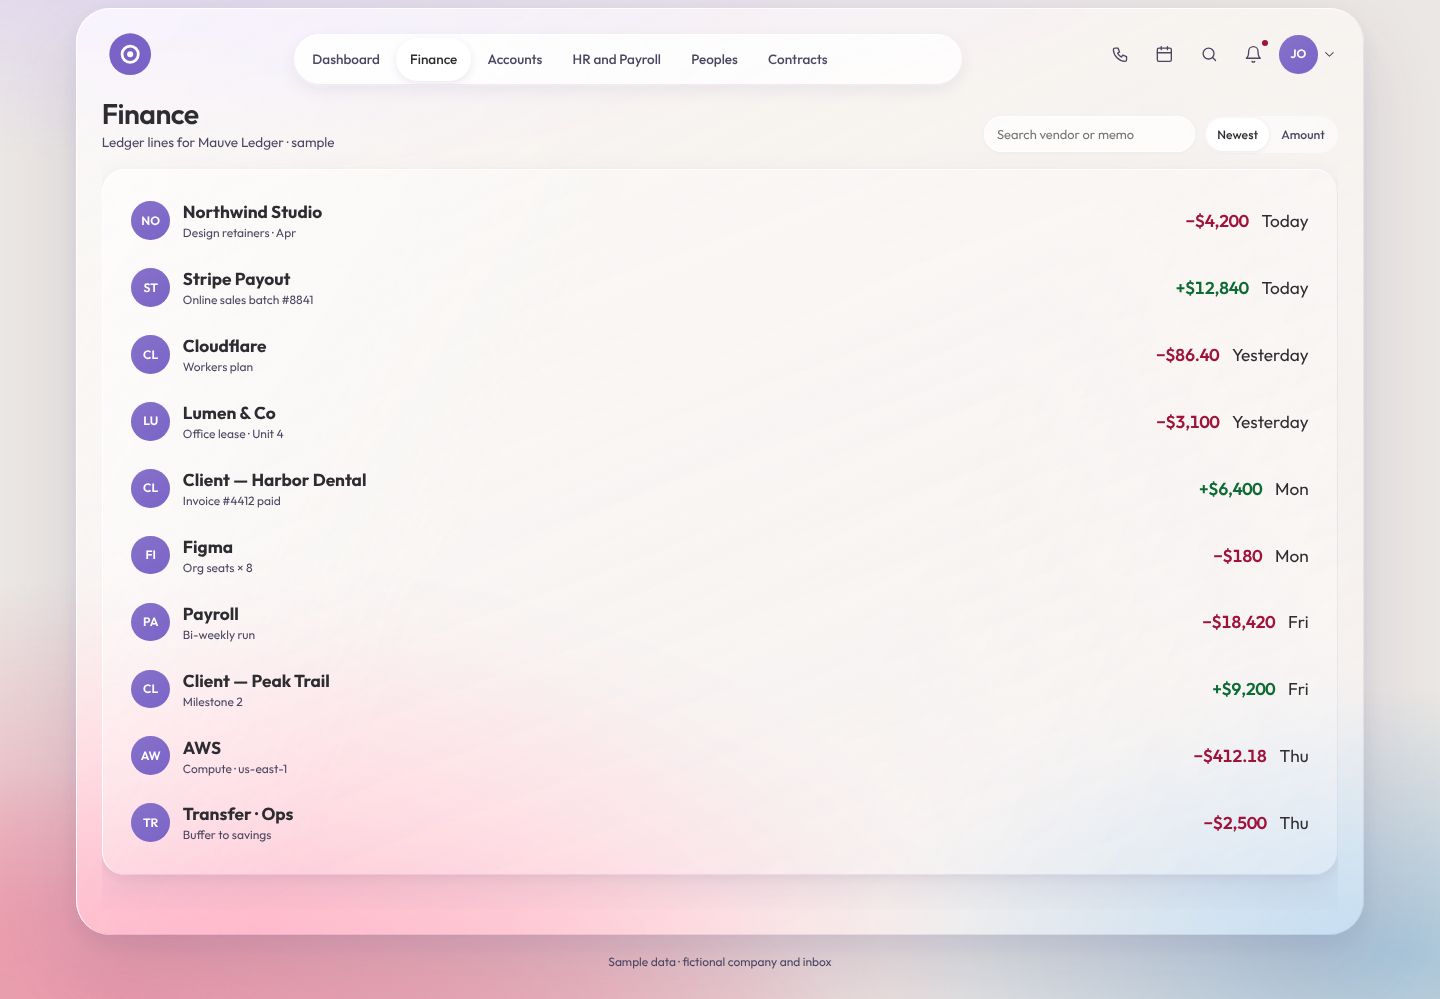 Dashboard Finance Accounts HR and Payroll Peoples Contracts JO
Finance
Ledger lines for Mauve Ledger · sample
Search vendor or memo Newest Amount
NO Northwind Studio −$4,200 Today
Design retainers · Apr
ST Stripe Payout +$12,840 Today
Online sales batch #8841
CL Cloudflare −$86.40 Yesterday
Workers plan
LU Lumen & Co −$3,100 Yesterday
Office lease · Unit 4
CL Client — Harbor Dental +$6,400 Mon
Invoice #4412 paid
FI Figma −$180 Mon
Org seats × 8
PA Payroll −$18,420 Fri
Bi-weekly run
CL Client — Peak Trail +$9,200 Fri
Milestone 2
AW AWS −$412.18 Thu
Compute · us-east-1
TR Transfer · Ops −$2,500 Thu
Buffer to savings
Sample data · fictional company and inbox